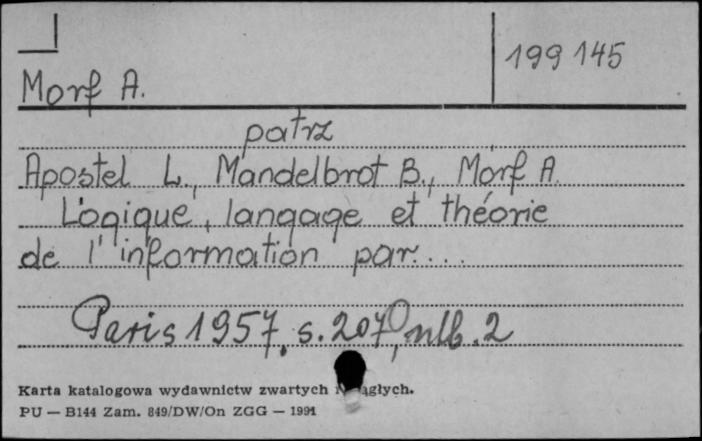 199 145
Morf A.
patrz
Apostel L., Mandelbrot B., Morf A.
Logique, langage et théorie
de l'information par...
Paris 1957, s. 207, nlb. 2
Karta katalogowa wydawnictw zwartych i ciągłych.
PU — B144 Zam. 849/DW/On ZGG — 1991